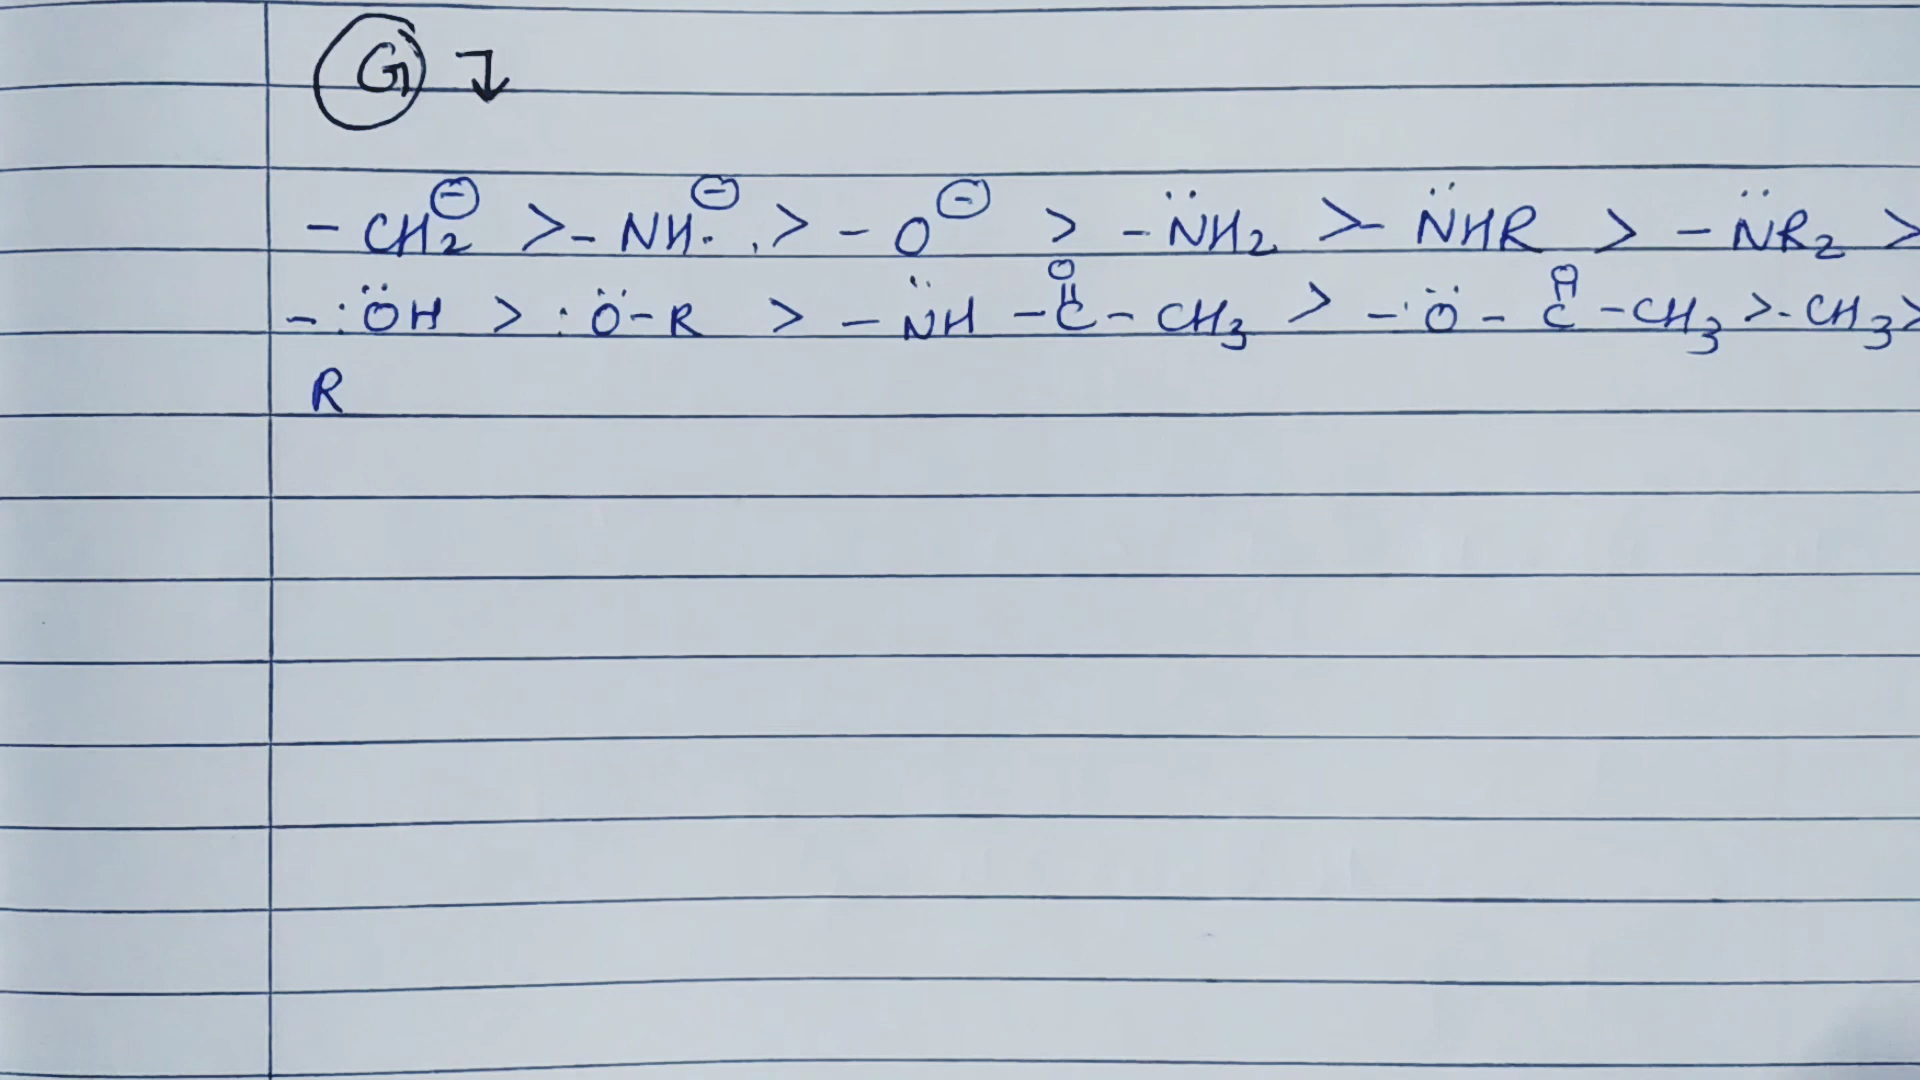 G ↴
- CH₂⊖ > - NH⊖ > - O⊖ > - N̈H₂ > - N̈HR > - N̈R₂ >
- :ÖH > :Ö - R > - N̈H - C(=O) - CH₃ > - :Ö - C(=O) - CH₃ > - CH₃ >
R